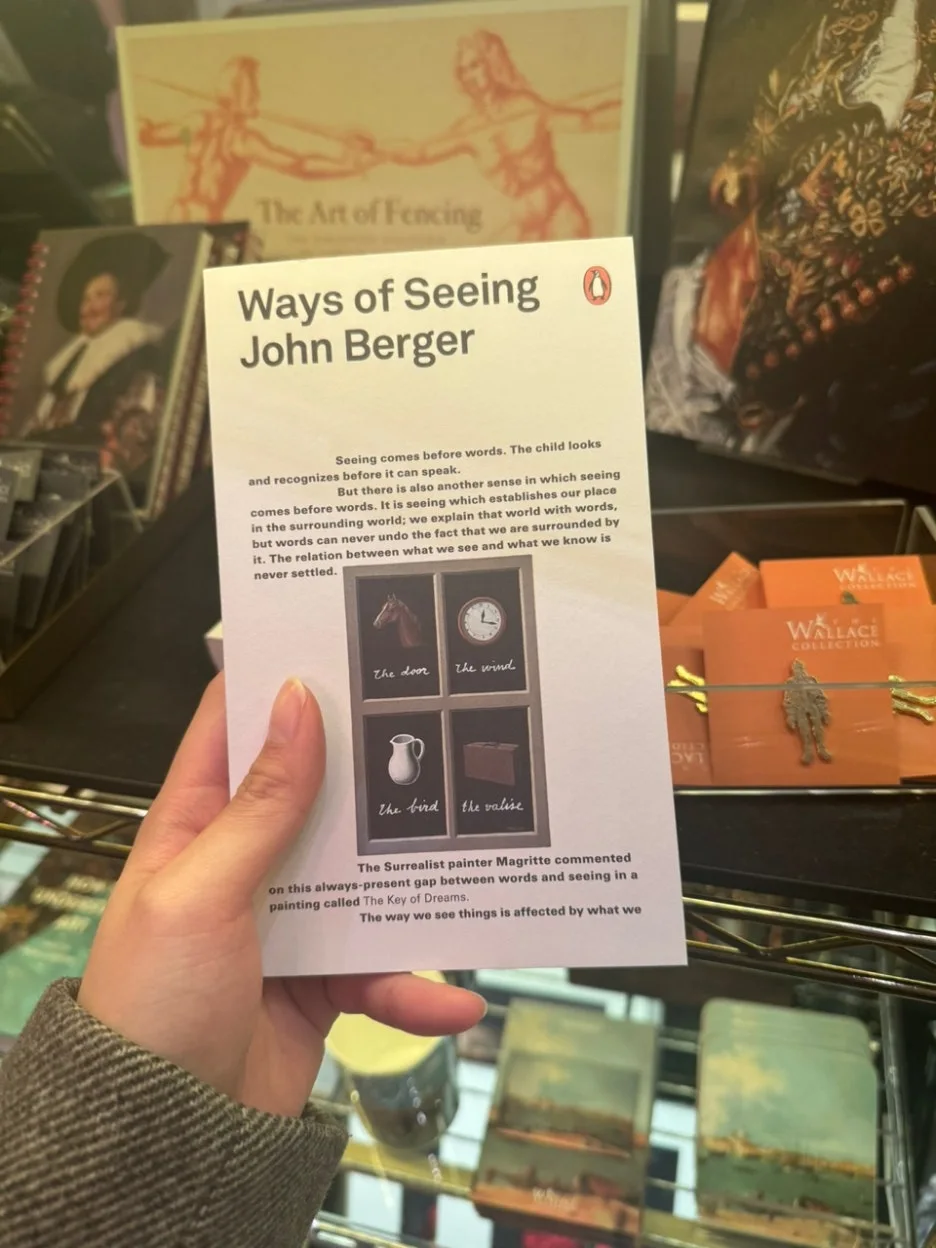 The Art of Fencing
Ways of Seeing
John Berger
Seeing comes before words. The child looks
and recognizes before it can speak.
But there is also another sense in which seeing
comes before words. It is seeing which establishes our place
in the surrounding world; we explain that world with words,
but words can never undo the fact that we are surrounded by
it. The relation between what we see and what we know is
never settled.
the door
the wind
the bird
the valise
The Surrealist painter Magritte commented
on this always-present gap between words and seeing in a
painting called The Key of Dreams.
The way we see things is affected by what we
WALLACE
COLLECTION
THE
WALLACE
COLLECTION